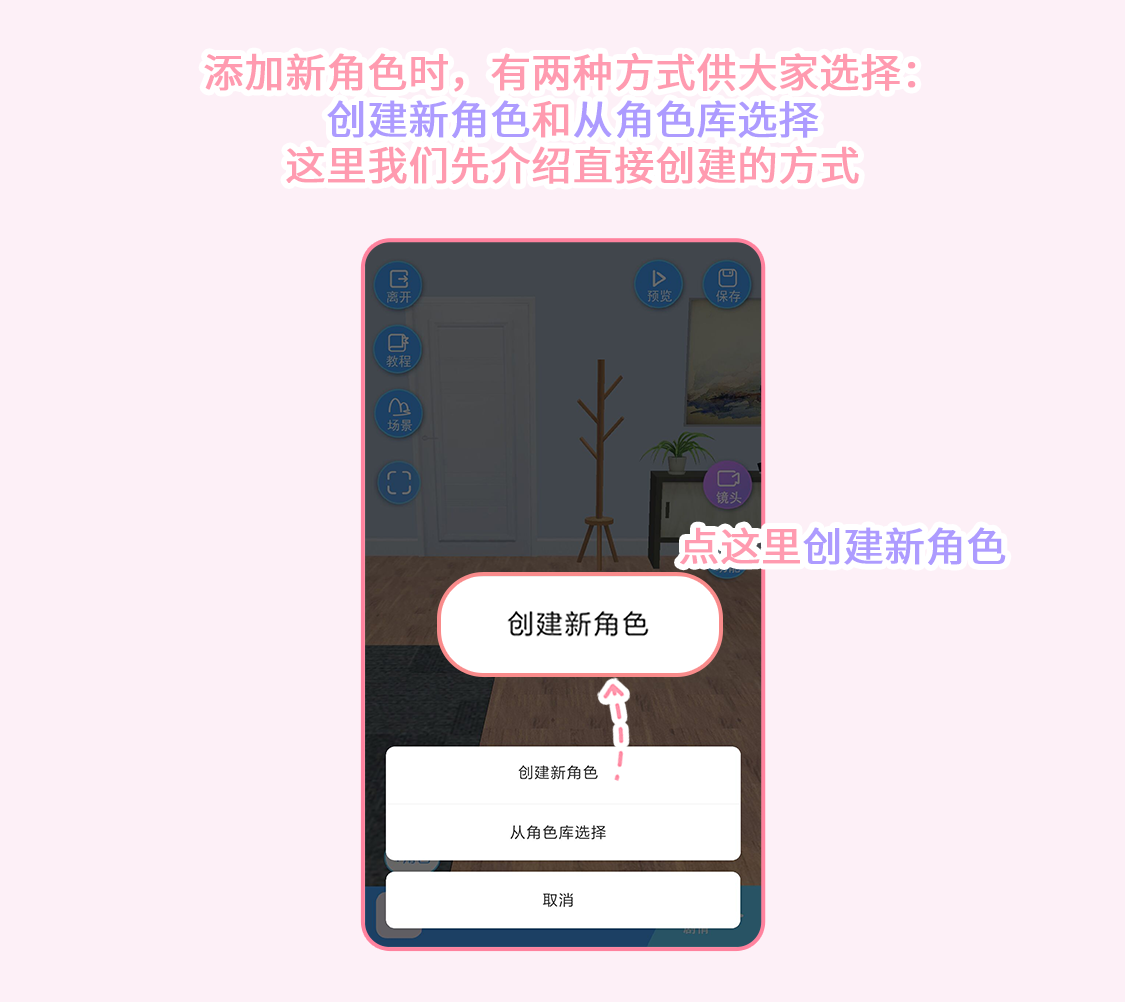 添加新角色时，有两种方式供大家选择：
创建新角色和从角色库选择
这里我们先介绍直接创建的方式
离开
预览
保存
教程
场景
镜头
点这里创建新角色
创建新角色
创建新角色
从角色库选择
取消